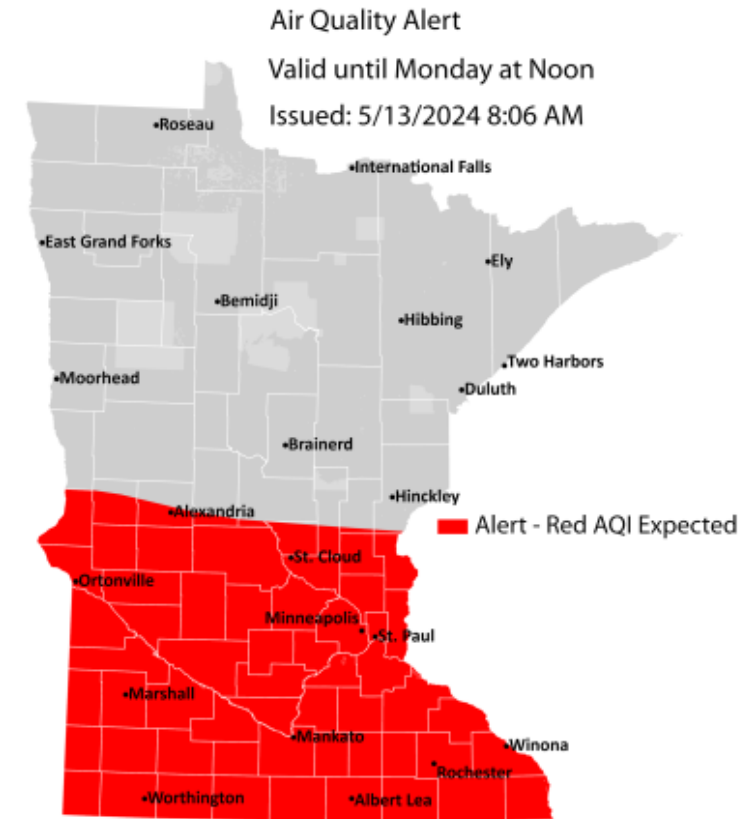 Air Quality Alert
Valid until Monday at Noon
Issued: 5/13/2024 8:06 AM
Roseau
International Falls
East Grand Forks
Ely
Bemidji
Hibbing
Two Harbors
Moorhead
Duluth
Brainerd
Hinckley
Alexandria
Alert - Red AQI Expected
St. Cloud
Ortonville
Minneapolis
St. Paul
Marshall
Mankato
Winona
Rochester
Worthington
Albert Lea